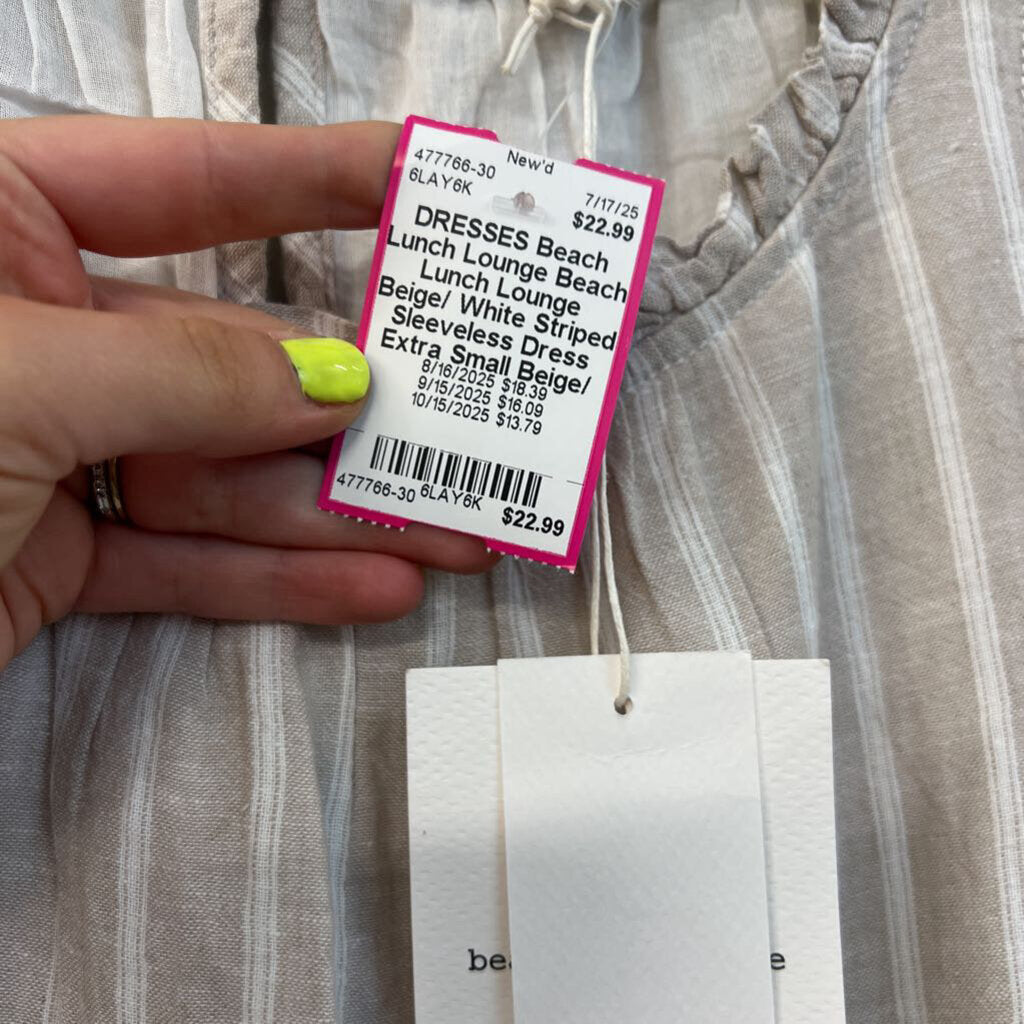 New'd
477766-30
6LAY6K
7/17/25
$22.99
DRESSES Beach
Lunch Lounge Beach
Lunch Lounge
Beige/ White Striped
Sleeveless Dress
Extra Small Beige/
8/16/2025 $18.39
9/15/2025 $16.09
10/15/2025 $13.79
477766-30 6LAY6K $22.99